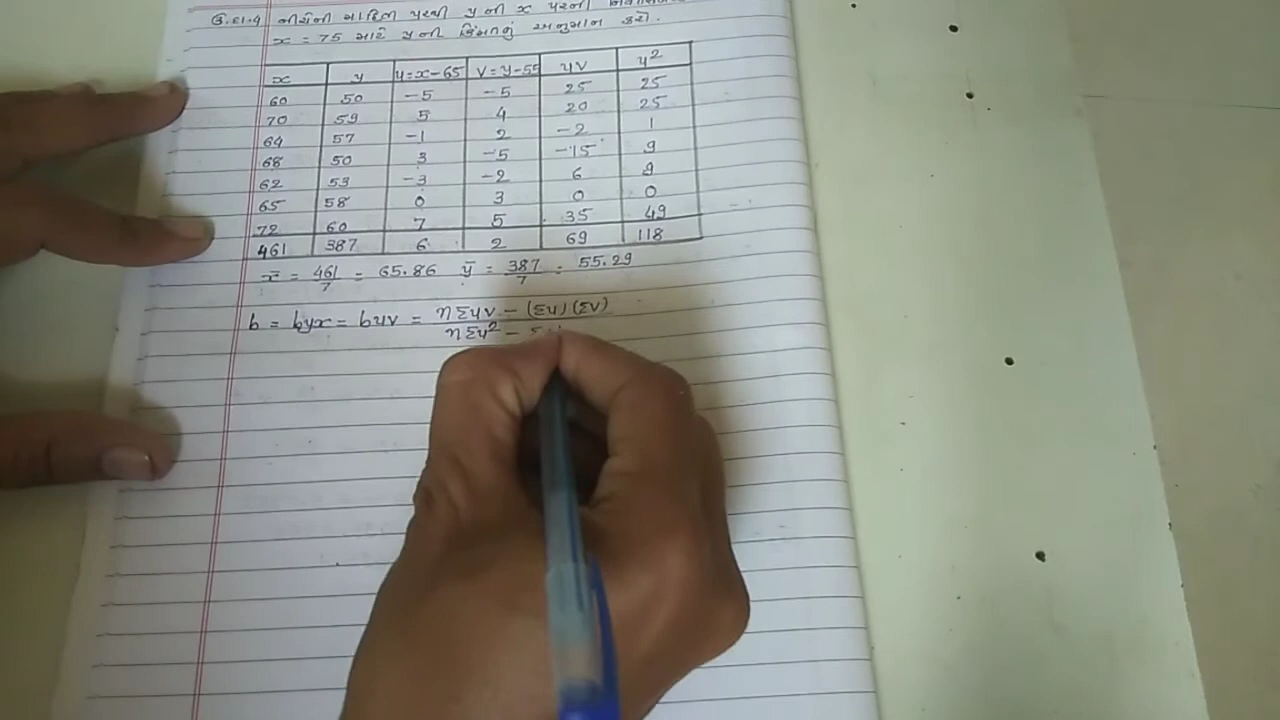 ઉ.દા.4 નીચેની માહિતી પરથી y ની x પરની
x = 75 માટે y ની કિંમતનું અનુમાન કરો.
x y u=x-65 v=y-55 uv u²
60 50 -5 -5 25 25
70 59 5 4 20 25
64 57 -1 2 -2 1
68 50 3 -5 -15 9
62 53 -3 -2 6 9
65 58 0 3 0 0
72 60 7 5 35 49
461 387 6 2 69 118
x̄ = 461/7 = 65.86 ȳ = 387/7 = 55.29
b = byx = buv = nΣuv - (Σu)(Σv)
nΣu² -